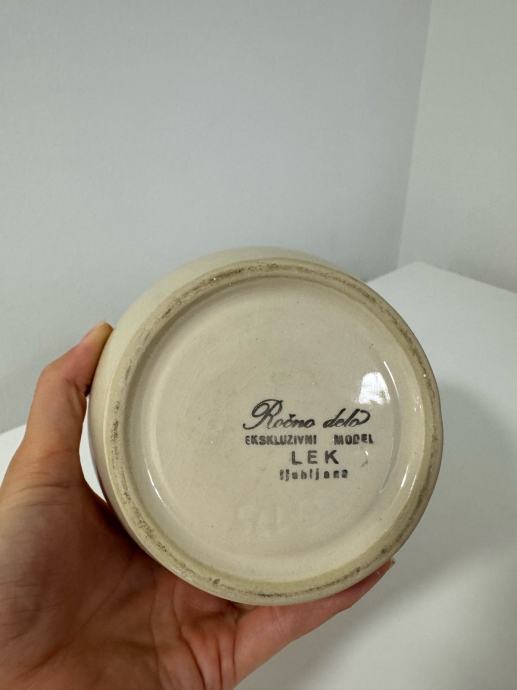 Ročno delo
EKSKLUZIVNI MODEL
LEK
ljubljana